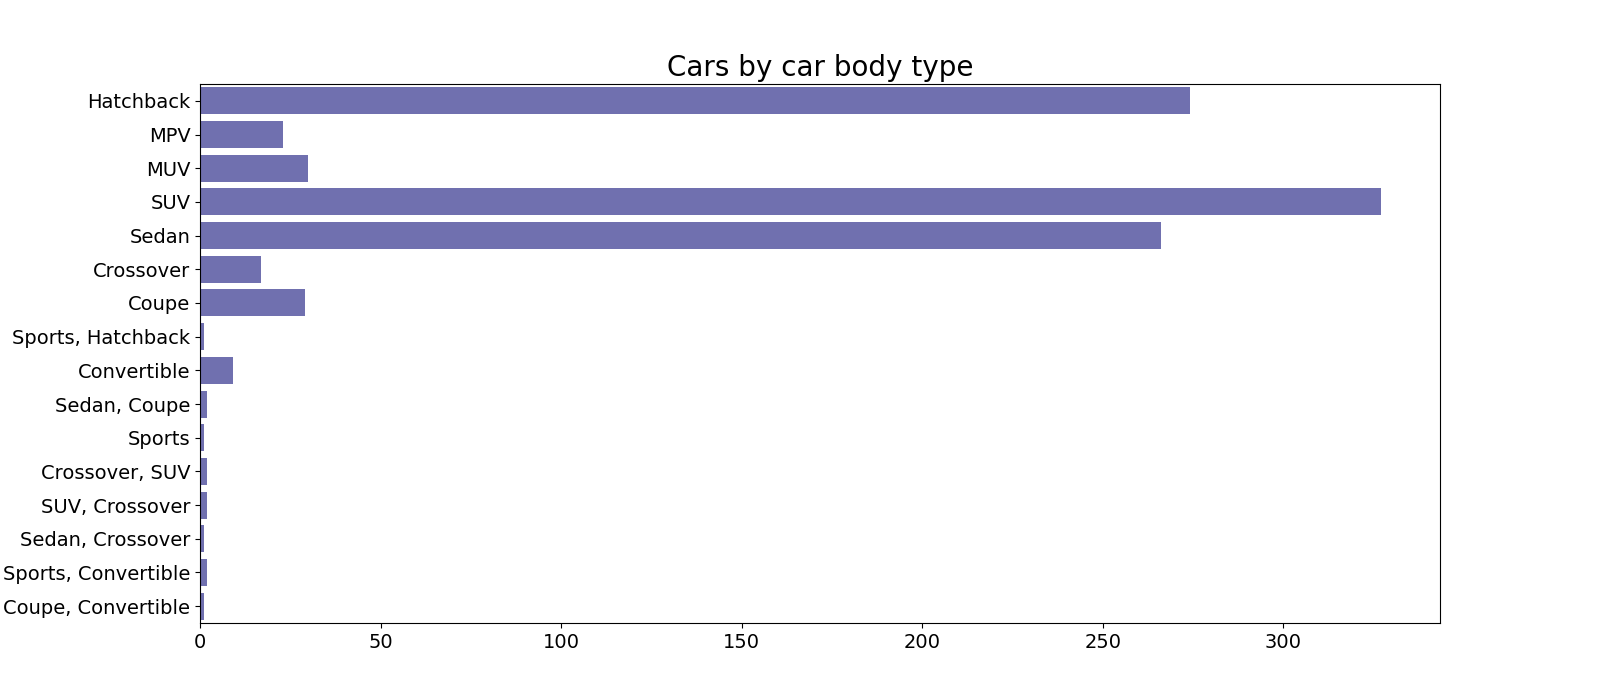 Cars by car body type
Hatchback
MPV
MUV
SUV
Sedan
Crossover
Coupe
Sports, Hatchback
Convertible
Sedan, Coupe
Sports
Crossover, SUV
SUV, Crossover
Sedan, Crossover
Sports, Convertible
Coupe, Convertible
0 50 100 150 200 250 300